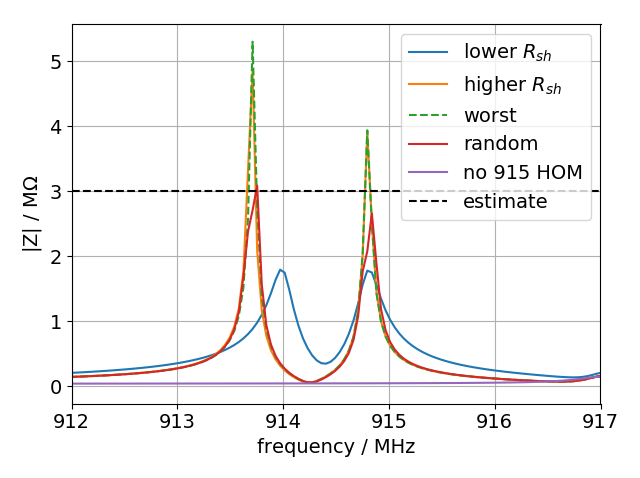 5
4
3
2
1
0
|Z| / MΩ
lower R_sh
higher R_sh
worst
random
no 915 HOM
estimate
912 913 914 915 916 917
frequency / MHz